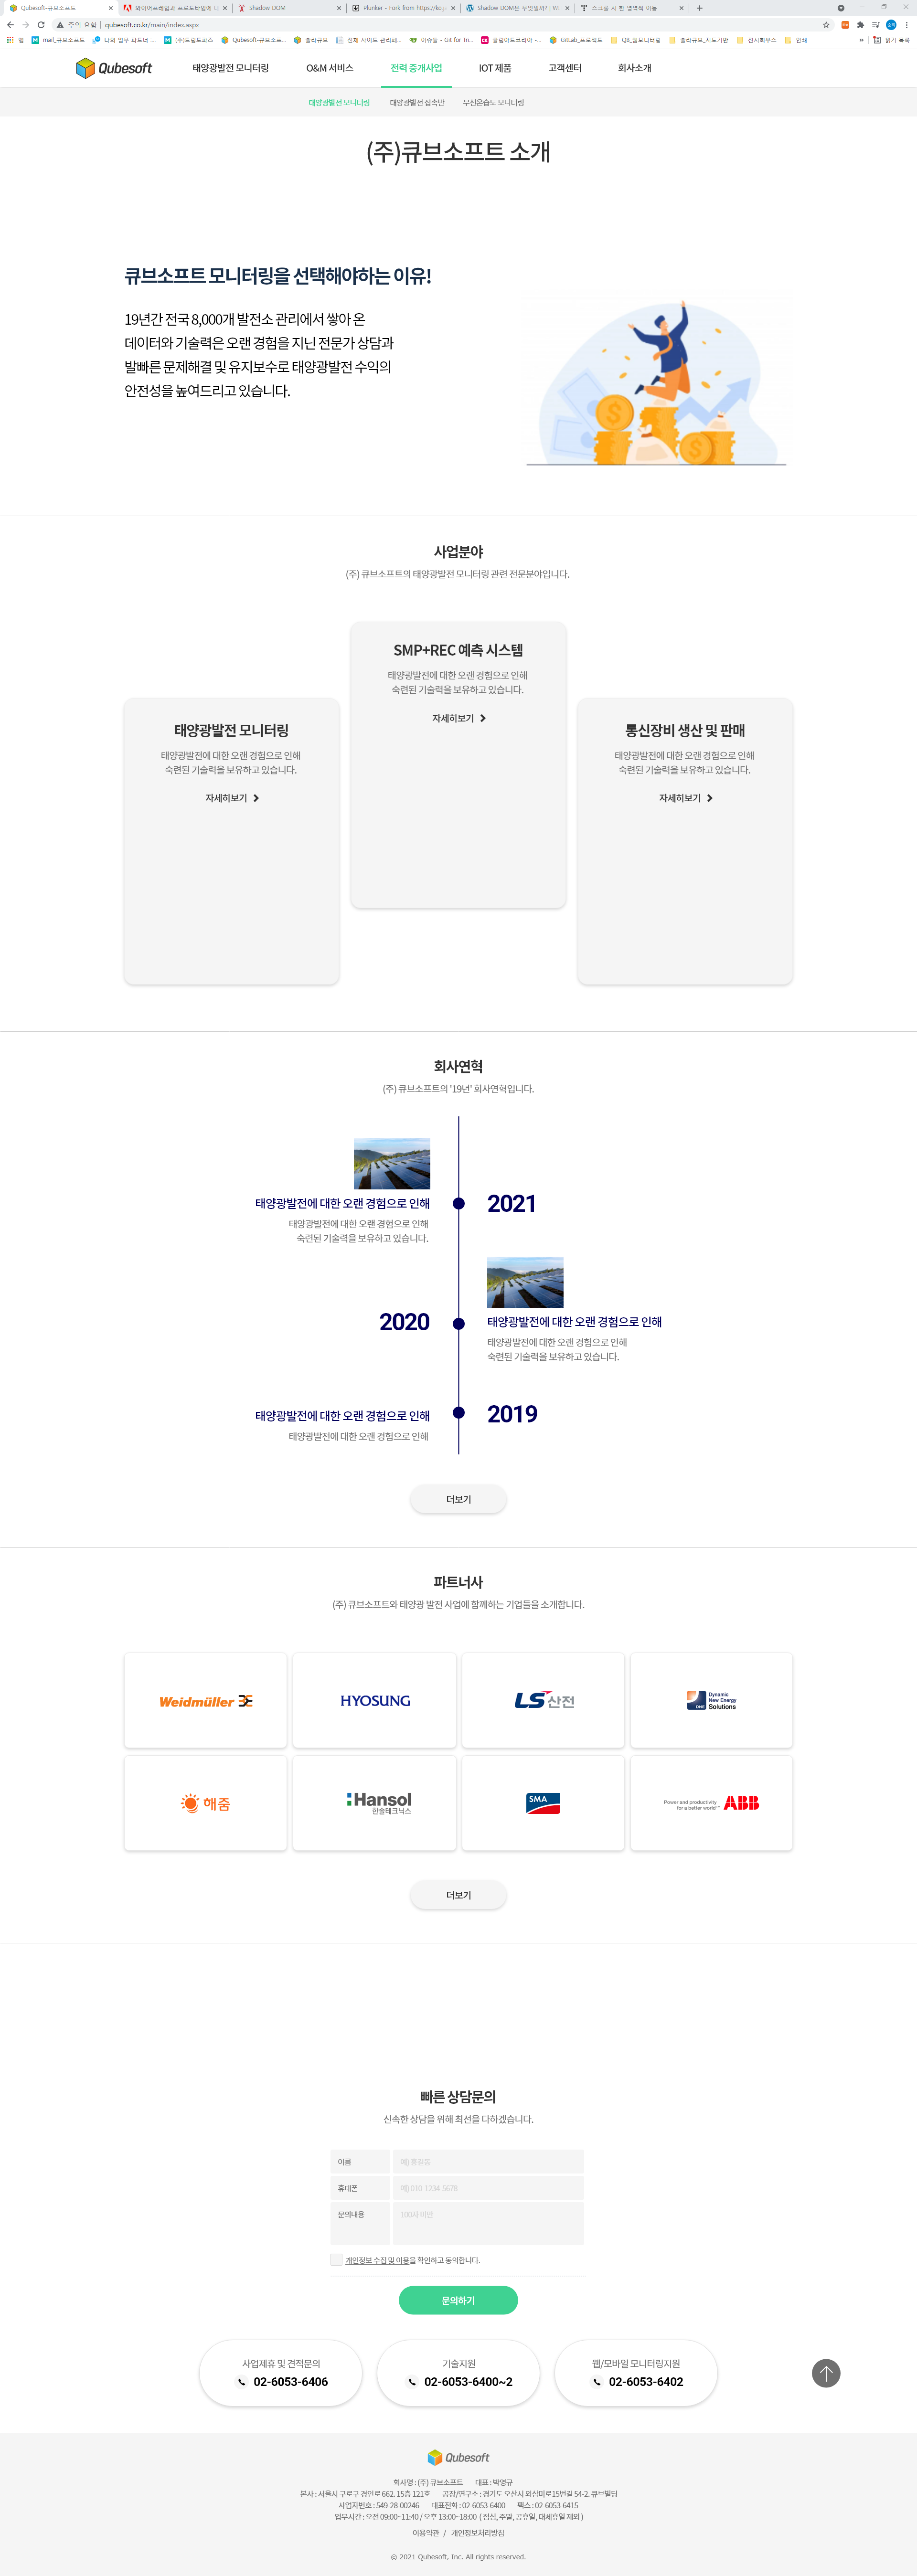 Qubesoft-큐브소프트
와이어프레임과 프로토타입에 대
Shadow DOM
Plunker - Fork from https://ko.j
Shadow DOM은 무엇일까? | WIT
스크롤 시 한 영역씩 이동
주의 요함 | qubesoft.co.kr/main/index.aspx
앱
mail_큐브소프트
나의 업무 파트너 :...
(주)트립토파즈
Qubesoft-큐브소프...
솔라큐브
전체 사이트 관리페...
이슈들 - Git for Tri...
클립아트코리아 -...
GitLab_프로젝트
Q8_웹모니터링
솔라큐브_지도기반
전시회부스
인쇄
»
읽기 목록
Qubesoft
태양광발전 모니터링
O&M 서비스
전력 중개사업
IOT 제품
고객센터
회사소개
태양광발전 모니터링
태양광발전 접속반
무선온습도 모니터링
(주)큐브소프트 소개
큐브소프트 모니터링을 선택해야하는 이유!
19년간 전국 8,000개 발전소 관리에서 쌓아 온
데이터와 기술력은 오랜 경험을 지닌 전문가 상담과
발빠른 문제해결 및 유지보수로 태양광발전 수익의
안전성을 높여드리고 있습니다.
사업분야
(주) 큐브소프트의 태양광발전 모니터링 관련 전문분야입니다.
SMP+REC 예측 시스템
태양광발전에 대한 오랜 경험으로 인해
숙련된 기술력을 보유하고 있습니다.
자세히보기
태양광발전 모니터링
태양광발전에 대한 오랜 경험으로 인해
숙련된 기술력을 보유하고 있습니다.
자세히보기
통신장비 생산 및 판매
태양광발전에 대한 오랜 경험으로 인해
숙련된 기술력을 보유하고 있습니다.
자세히보기
회사연혁
(주) 큐브소프트의 '19년' 회사연혁입니다.
태양광발전에 대한 오랜 경험으로 인해
태양광발전에 대한 오랜 경험으로 인해
숙련된 기술력을 보유하고 있습니다.
2021
2020
태양광발전에 대한 오랜 경험으로 인해
태양광발전에 대한 오랜 경험으로 인해
숙련된 기술력을 보유하고 있습니다.
태양광발전에 대한 오랜 경험으로 인해
태양광발전에 대한 오랜 경험으로 인해
2019
더보기
파트너사
(주) 큐브소프트와 태양광 발전 사업에 함께하는 기업들을 소개합니다.
Weidmüller
HYOSUNG
LS산전
Dynamic
New Energy
Solutions
해줌
Hansol
한솔테크닉스
SMA
Power and productivity
for a better world™
ABB
더보기
빠른 상담문의
신속한 상담을 위해 최선을 다하겠습니다.
이름
예) 홍길동
휴대폰
예) 010-1234-5678
문의내용
100자 미만
개인정보 수집 및 이용을 확인하고 동의합니다.
문의하기
사업제휴 및 견적문의
02-6053-6406
기술지원
02-6053-6400~2
웹/모바일 모니터링지원
02-6053-6402
Qubesoft
회사명 : (주) 큐브소프트 대표 : 박영규
본사 : 서울시 구로구 경인로 662, 15층 121호 공장/연구소 : 경기도 오산시 외삼미로15번길 54-2, 큐브빌딩
사업자번호 : 549-28-00246 대표전화 : 02-6053-6400 팩스 : 02-6053-6415
업무시간 : 오전 09:00~11:40 / 오후 13:00~18:00 ( 점심, 주말, 공휴일, 대체휴일 제외 )
이용약관 / 개인정보처리방침
© 2021 Qubesoft, Inc. All rights reserved.